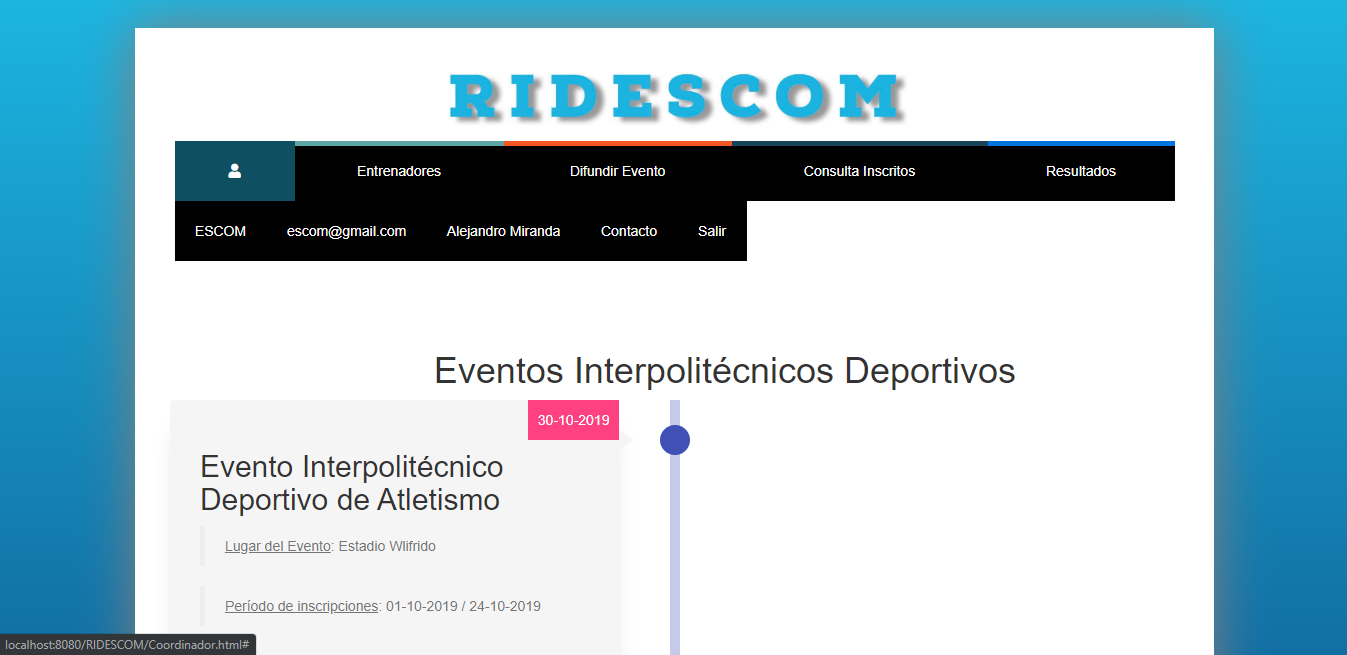 RIDESCOM
Entrenadores Difundir Evento Consulta Inscritos Resultados
ESCOM escom@gmail.com Alejandro Miranda Contacto Salir
Eventos Interpolitécnicos Deportivos
30-10-2019
Evento Interpolitécnico
Deportivo de Atletismo
Lugar del Evento: Estadio Wlifrido
Período de inscripciones: 01-10-2019 / 24-10-2019
localhost:8080/RIDESCOM/Coordinador.html#